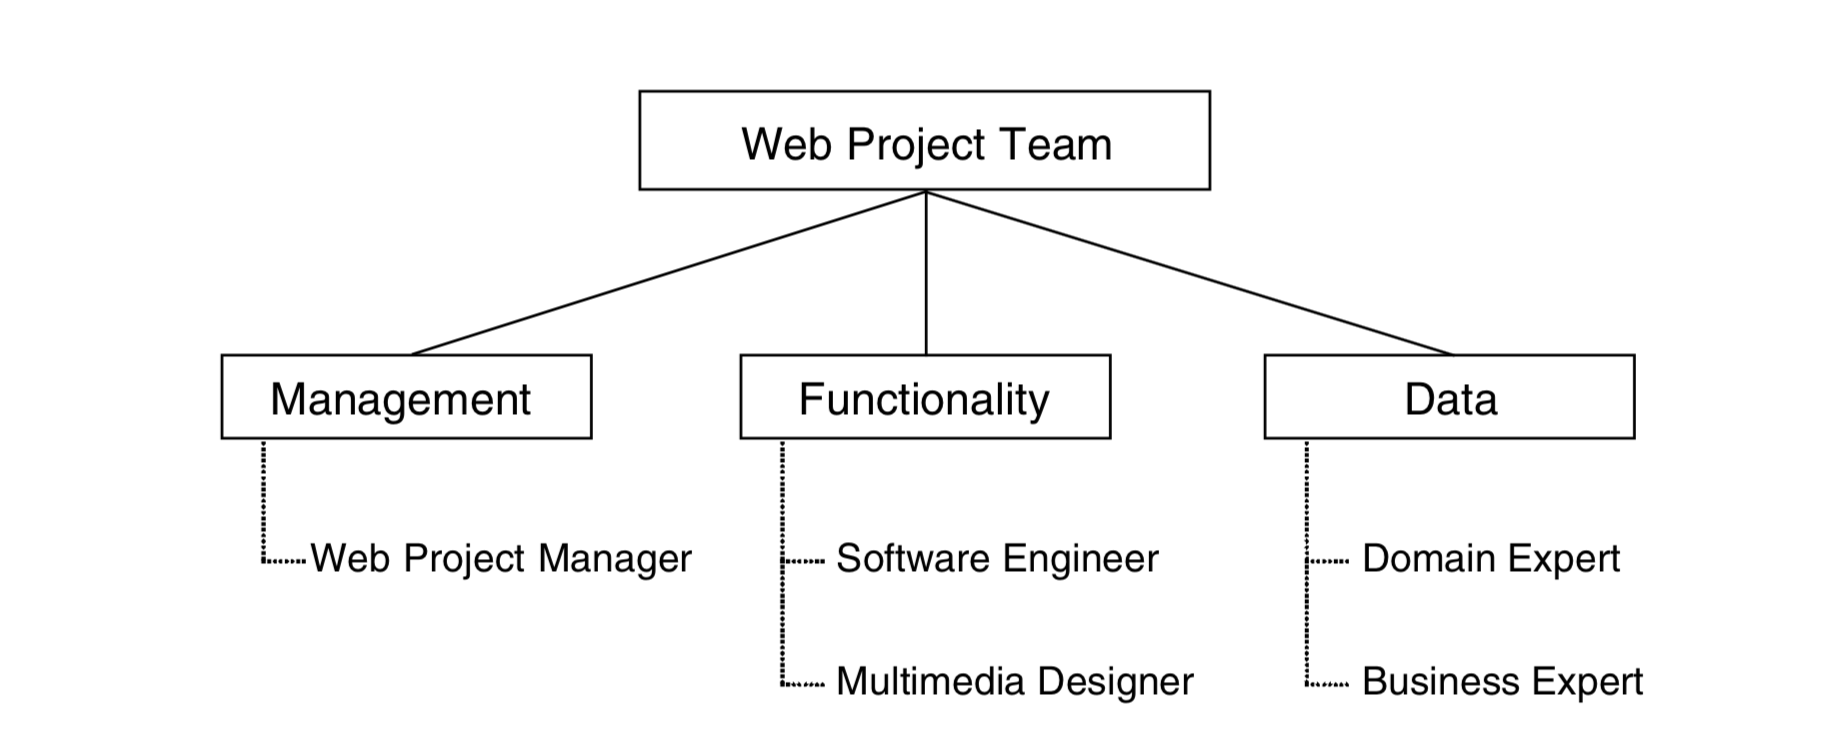 Web Project Team
Management
Functionality
Data
Web Project Manager
Software Engineer
Domain Expert
Multimedia Designer
Business Expert